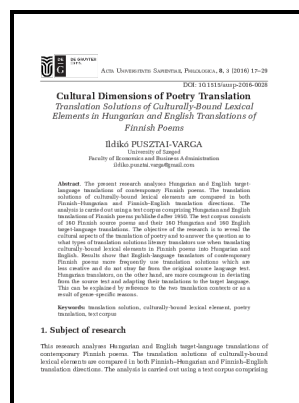 DE
G DE GRUYTER
ACTA UNIVERSITATIS SAPIENTIAE, PHILOLOGICA, 8, 3 (2016) 17–29
DOI: 10.1515/ausp-2016-0028
Cultural Dimensions of Poetry Translation
Translation Solutions of Culturally-Bound Lexical
Elements in Hungarian and English Translations of
Finnish Poems
Ildikó PUSZTAI-VARGA
University of Szeged
Faculty of Economics and Business Administration
ildiko.pusztai.varga@gmail.com
Abstract. The present research analyses Hungarian and English target-
language translations of contemporary Finnish poems. The translation
solutions of culturally-bound lexical elements are compared in both
Finnish–Hungarian and Finnish–English translation directions. The
analysis is carried out using a text corpus comprising Hungarian and English
translations of Finnish poems published after 1950. The text corpus consists
of 160 Finnish source poems and their 160 Hungarian and 160 English
target-language translations. The objective of the research is to reveal the
cultural aspects of the translation of poetry and to answer the question as to
what types of translation solutions literary translators use when translating
culturally-bound lexical elements in Finnish poems into Hungarian and
English. Results show that English-language translators of contemporary
Finnish poems more frequently use translation solutions which are
less creative and do not stray far from the original source language text.
Hungarian translators, on the other hand, are more courageous in deviating
from the source text and adapting their translations to the target language.
This can be explained by reference to the two translation contexts or as a
result of genre-specific reasons.
Keywords: translation solution, culturally-bound lexical element, poetry
translation, text corpus
1. Subject of research
This research analyses Hungarian and English target-language translations of
contemporary Finnish poems. The translation solutions of culturally-bound
lexical elements are compared in both Finnish–Hungarian and Finnish–English
translation directions. The analysis is carried out using a text corpus comprising